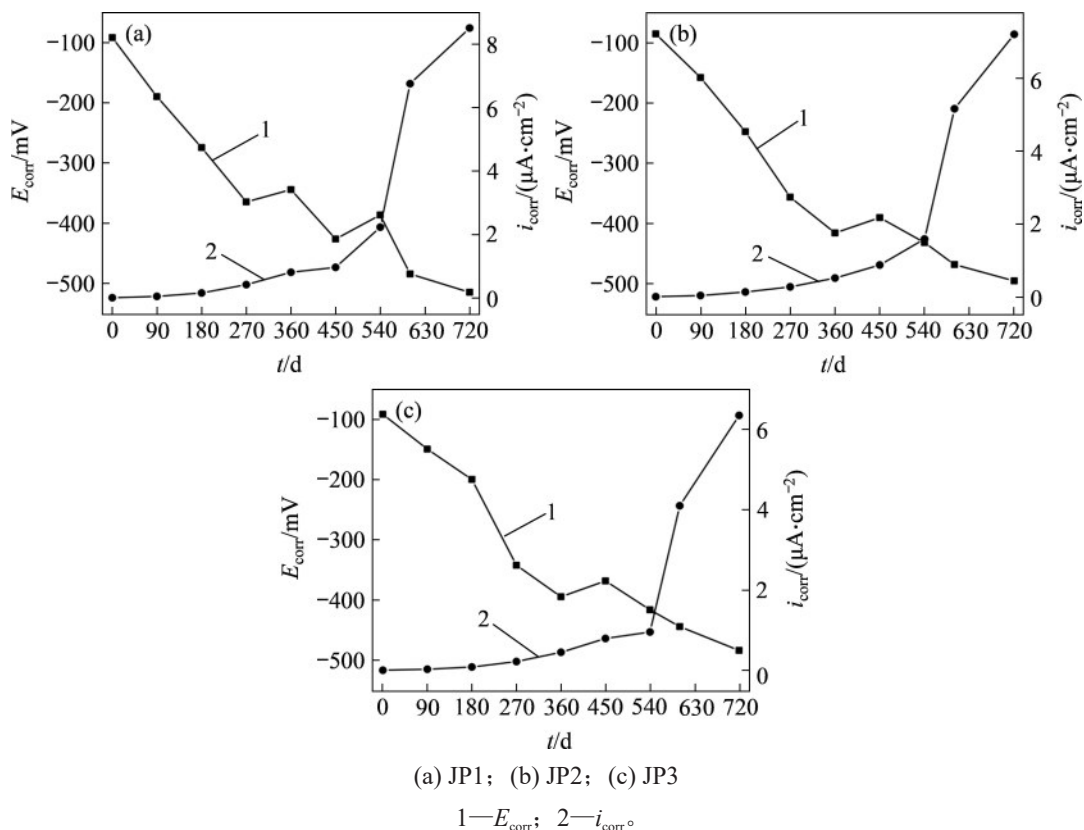 (a)
−100
−200
−300
−400
−500
E_corr/mV
8
6
4
2
0
i_corr/(μA·cm⁻²)
1
2
0 90 180 270 360 450 540 630 720
t/d
(b)
−100
−200
−300
−400
−500
E_corr/mV
6
4
2
0
i_corr/(μA·cm⁻²)
1
2
0 90 180 270 360 450 540 630 720
t/d
(c)
−100
−200
−300
−400
−500
E_corr/mV
6
4
2
0
i_corr/(μA·cm⁻²)
1
2
0 90 180 270 360 450 540 630 720
t/d
(a) JP1；(b) JP2；(c) JP3
1—E_corr；2—i_corr。